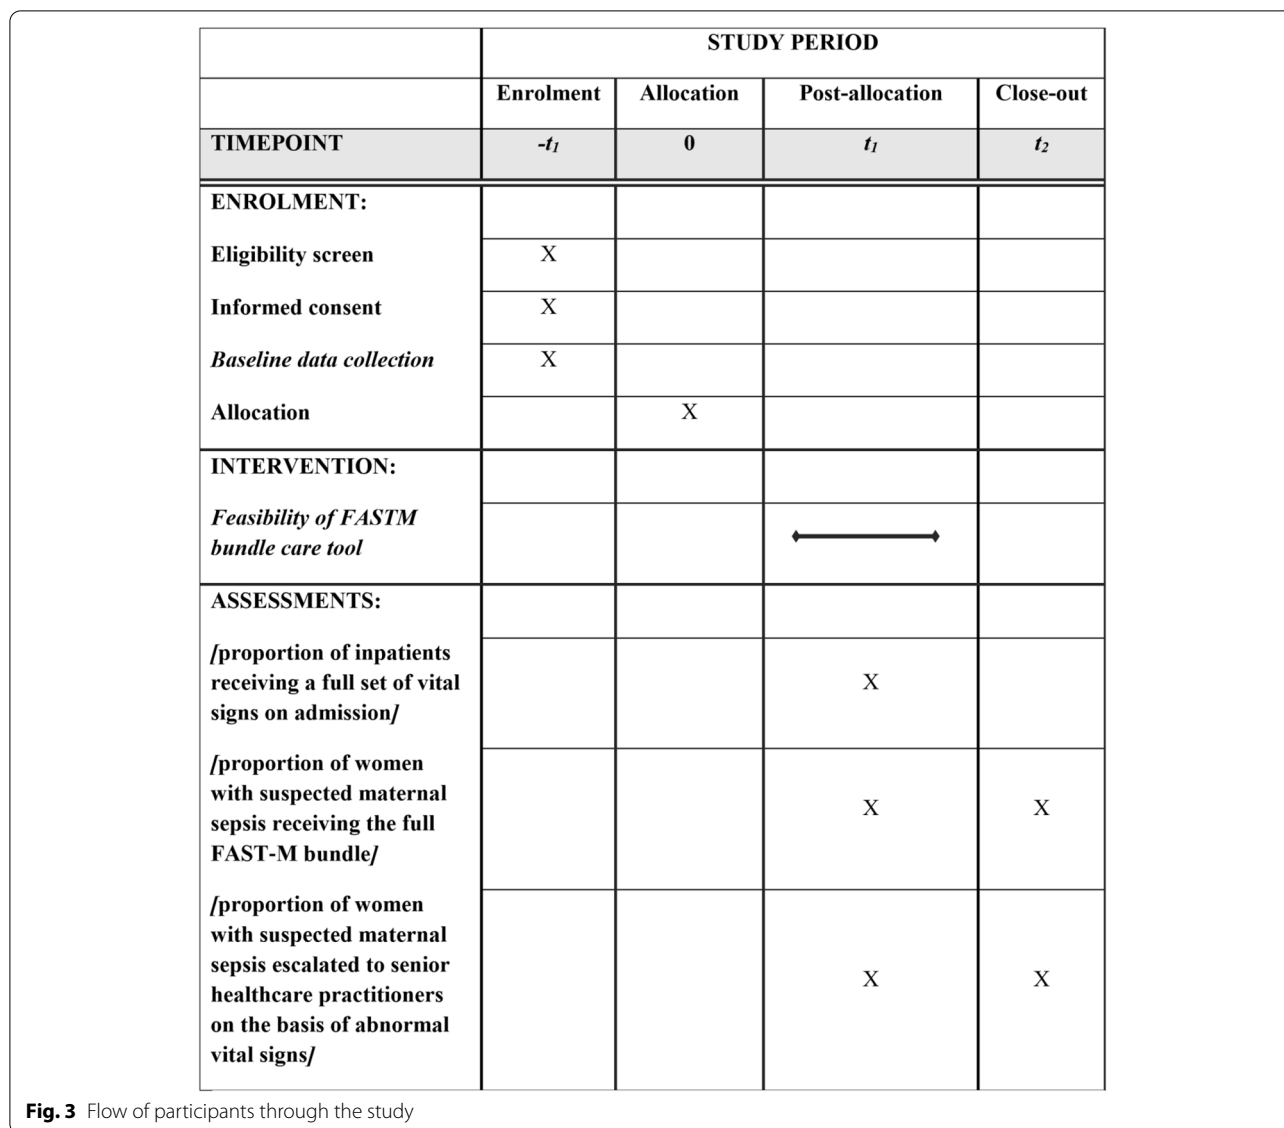 STUDY PERIOD
Enrolment Allocation Post-allocation Close-out
TIMEPOINT -t1 0 t1 t2
ENROLMENT:
Eligibility screen X
Informed consent X
Baseline data collection X
Allocation X
INTERVENTION:
Feasibility of FASTM
bundle care tool
ASSESSMENTS:
[proportion of inpatients
receiving a full set of vital X
signs on admission]
[proportion of women
with suspected maternal
sepsis receiving the full X X
FAST-M bundle]
[proportion of women
with suspected maternal
sepsis escalated to senior
healthcare practitioners X X
on the basis of abnormal
vital signs]
Fig. 3 Flow of participants through the study